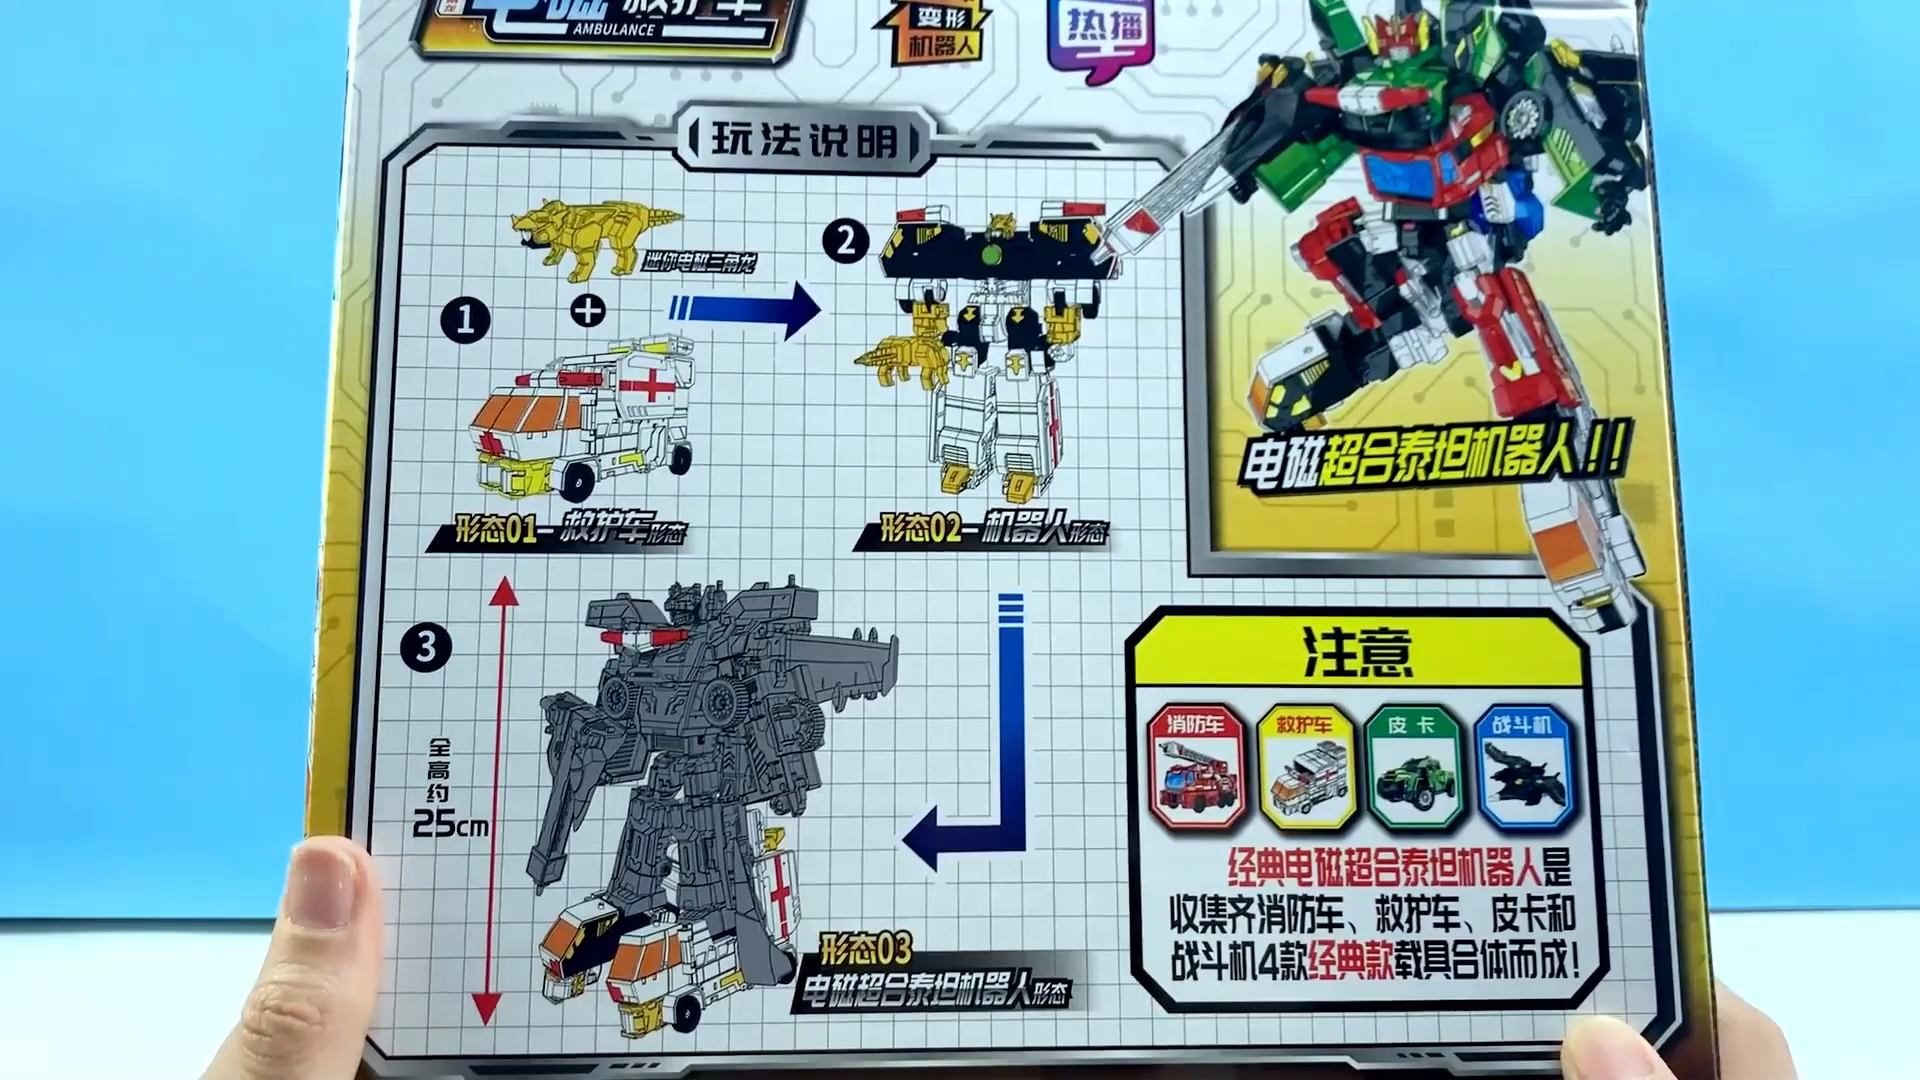 电磁救护车
AMBULANCE
变形
机器人
热播
玩法说明
迷你电磁三角龙
1
+
2
形态01-救护车形态
形态02-机器人形态
电磁超合泰坦机器人!!
3
全高约
25cm
形态03
电磁超合泰坦机器人形态
注意
消防车
救护车
皮卡
战斗机
经典电磁超合泰坦机器人是
收集齐消防车、救护车、皮卡和
战斗机4款经典款载具合体而成!